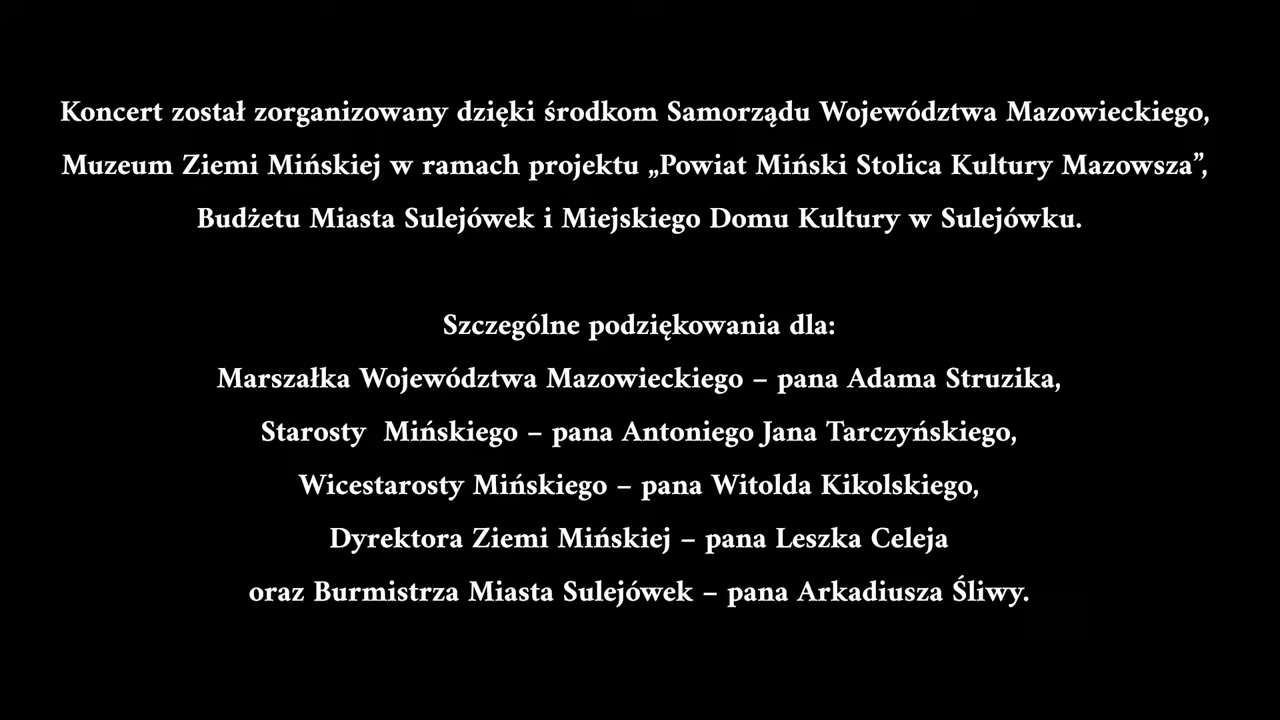 Koncert został zorganizowany dzięki środkom Samorządu Województwa Mazowieckiego,
Muzeum Ziemi Mińskiej w ramach projektu „Powiat Miński Stolica Kultury Mazowsza”,
Budżetu Miasta Sulejówek i Miejskiego Domu Kultury w Sulejówku.
Szczególne podziękowania dla:
Marszałka Województwa Mazowieckiego – pana Adama Struzika,
Starosty  Mińskiego – pana Antoniego Jana Tarczyńskiego,
Wicestarosty Mińskiego – pana Witolda Kikolskiego,
Dyrektora Ziemi Mińskiej – pana Leszka Celeja
oraz Burmistrza Miasta Sulejówek – pana Arkadiusza Śliwy.